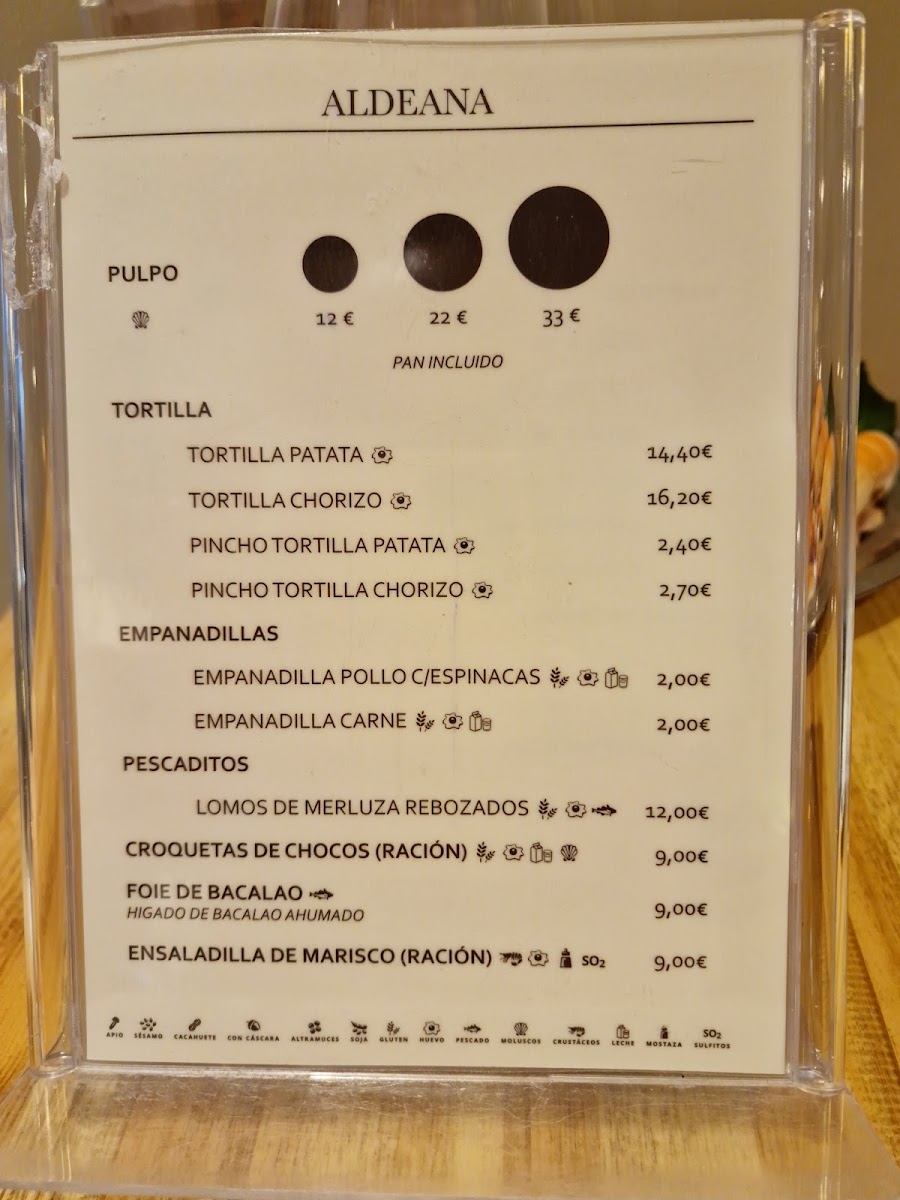 ALDEANA
PULPO
12 € 22 € 33 €
PAN INCLUIDO
TORTILLA
TORTILLA PATATA 14,40€
TORTILLA CHORIZO 16,20€
PINCHO TORTILLA PATATA 2,40€
PINCHO TORTILLA CHORIZO 2,70€
EMPANADILLAS
EMPANADILLA POLLO C/ESPINACAS 2,00€
EMPANADILLA CARNE 2,00€
PESCADITOS
LOMOS DE MERLUZA REBOZADOS 12,00€
CROQUETAS DE CHOCOS (RACIÓN) 9,00€
FOIE DE BACALAO
HIGADO DE BACALAO AHUMADO 9,00€
ENSALADILLA DE MARISCO (RACIÓN) SO₂ 9,00€
SO₂
APIO SÉSAMO CACAHUETE CON CÁSCARA ALTRAMUCES SOJA GLUTEN HUEVO PESCADO MOLUSCOS CRUSTÁCEOS LECHE MOSTAZA SULFITOS